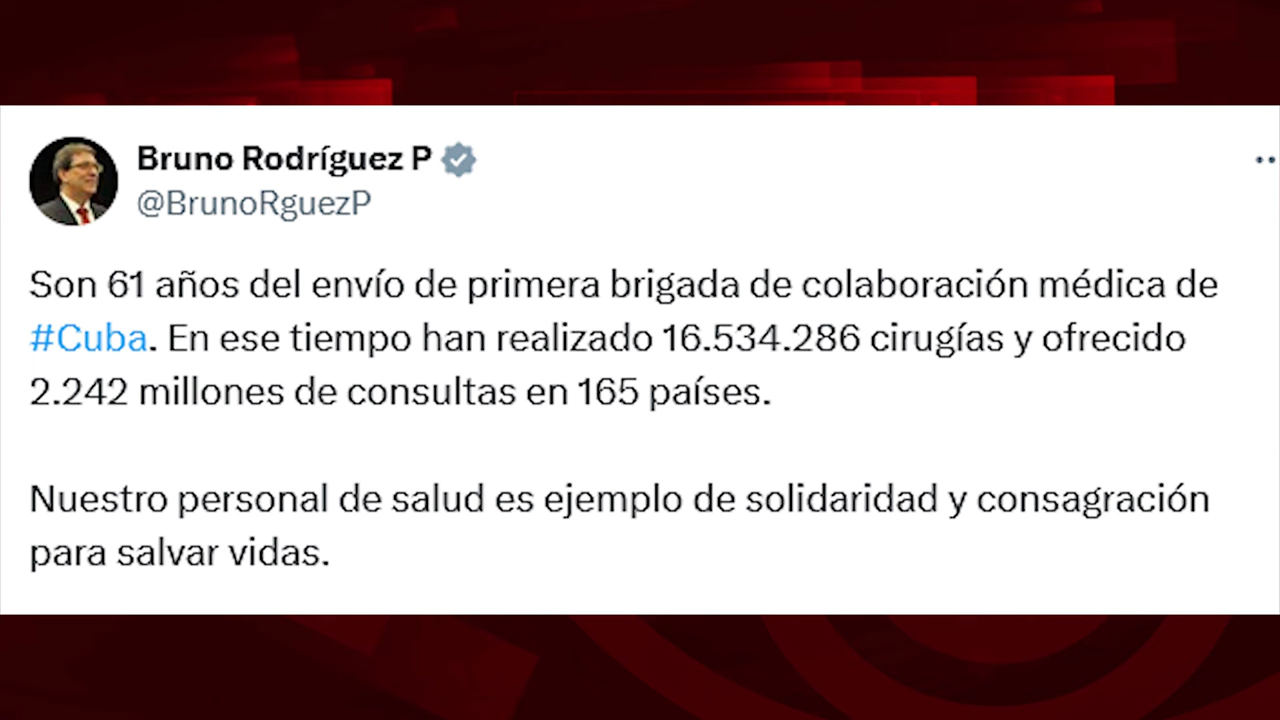 Bruno Rodríguez P
@BrunoRguezP
Son 61 años del envío de primera brigada de colaboración médica de
#Cuba. En ese tiempo han realizado 16.534.286 cirugías y ofrecido
2.242 millones de consultas en 165 países.
Nuestro personal de salud es ejemplo de solidaridad y consagración
para salvar vidas.